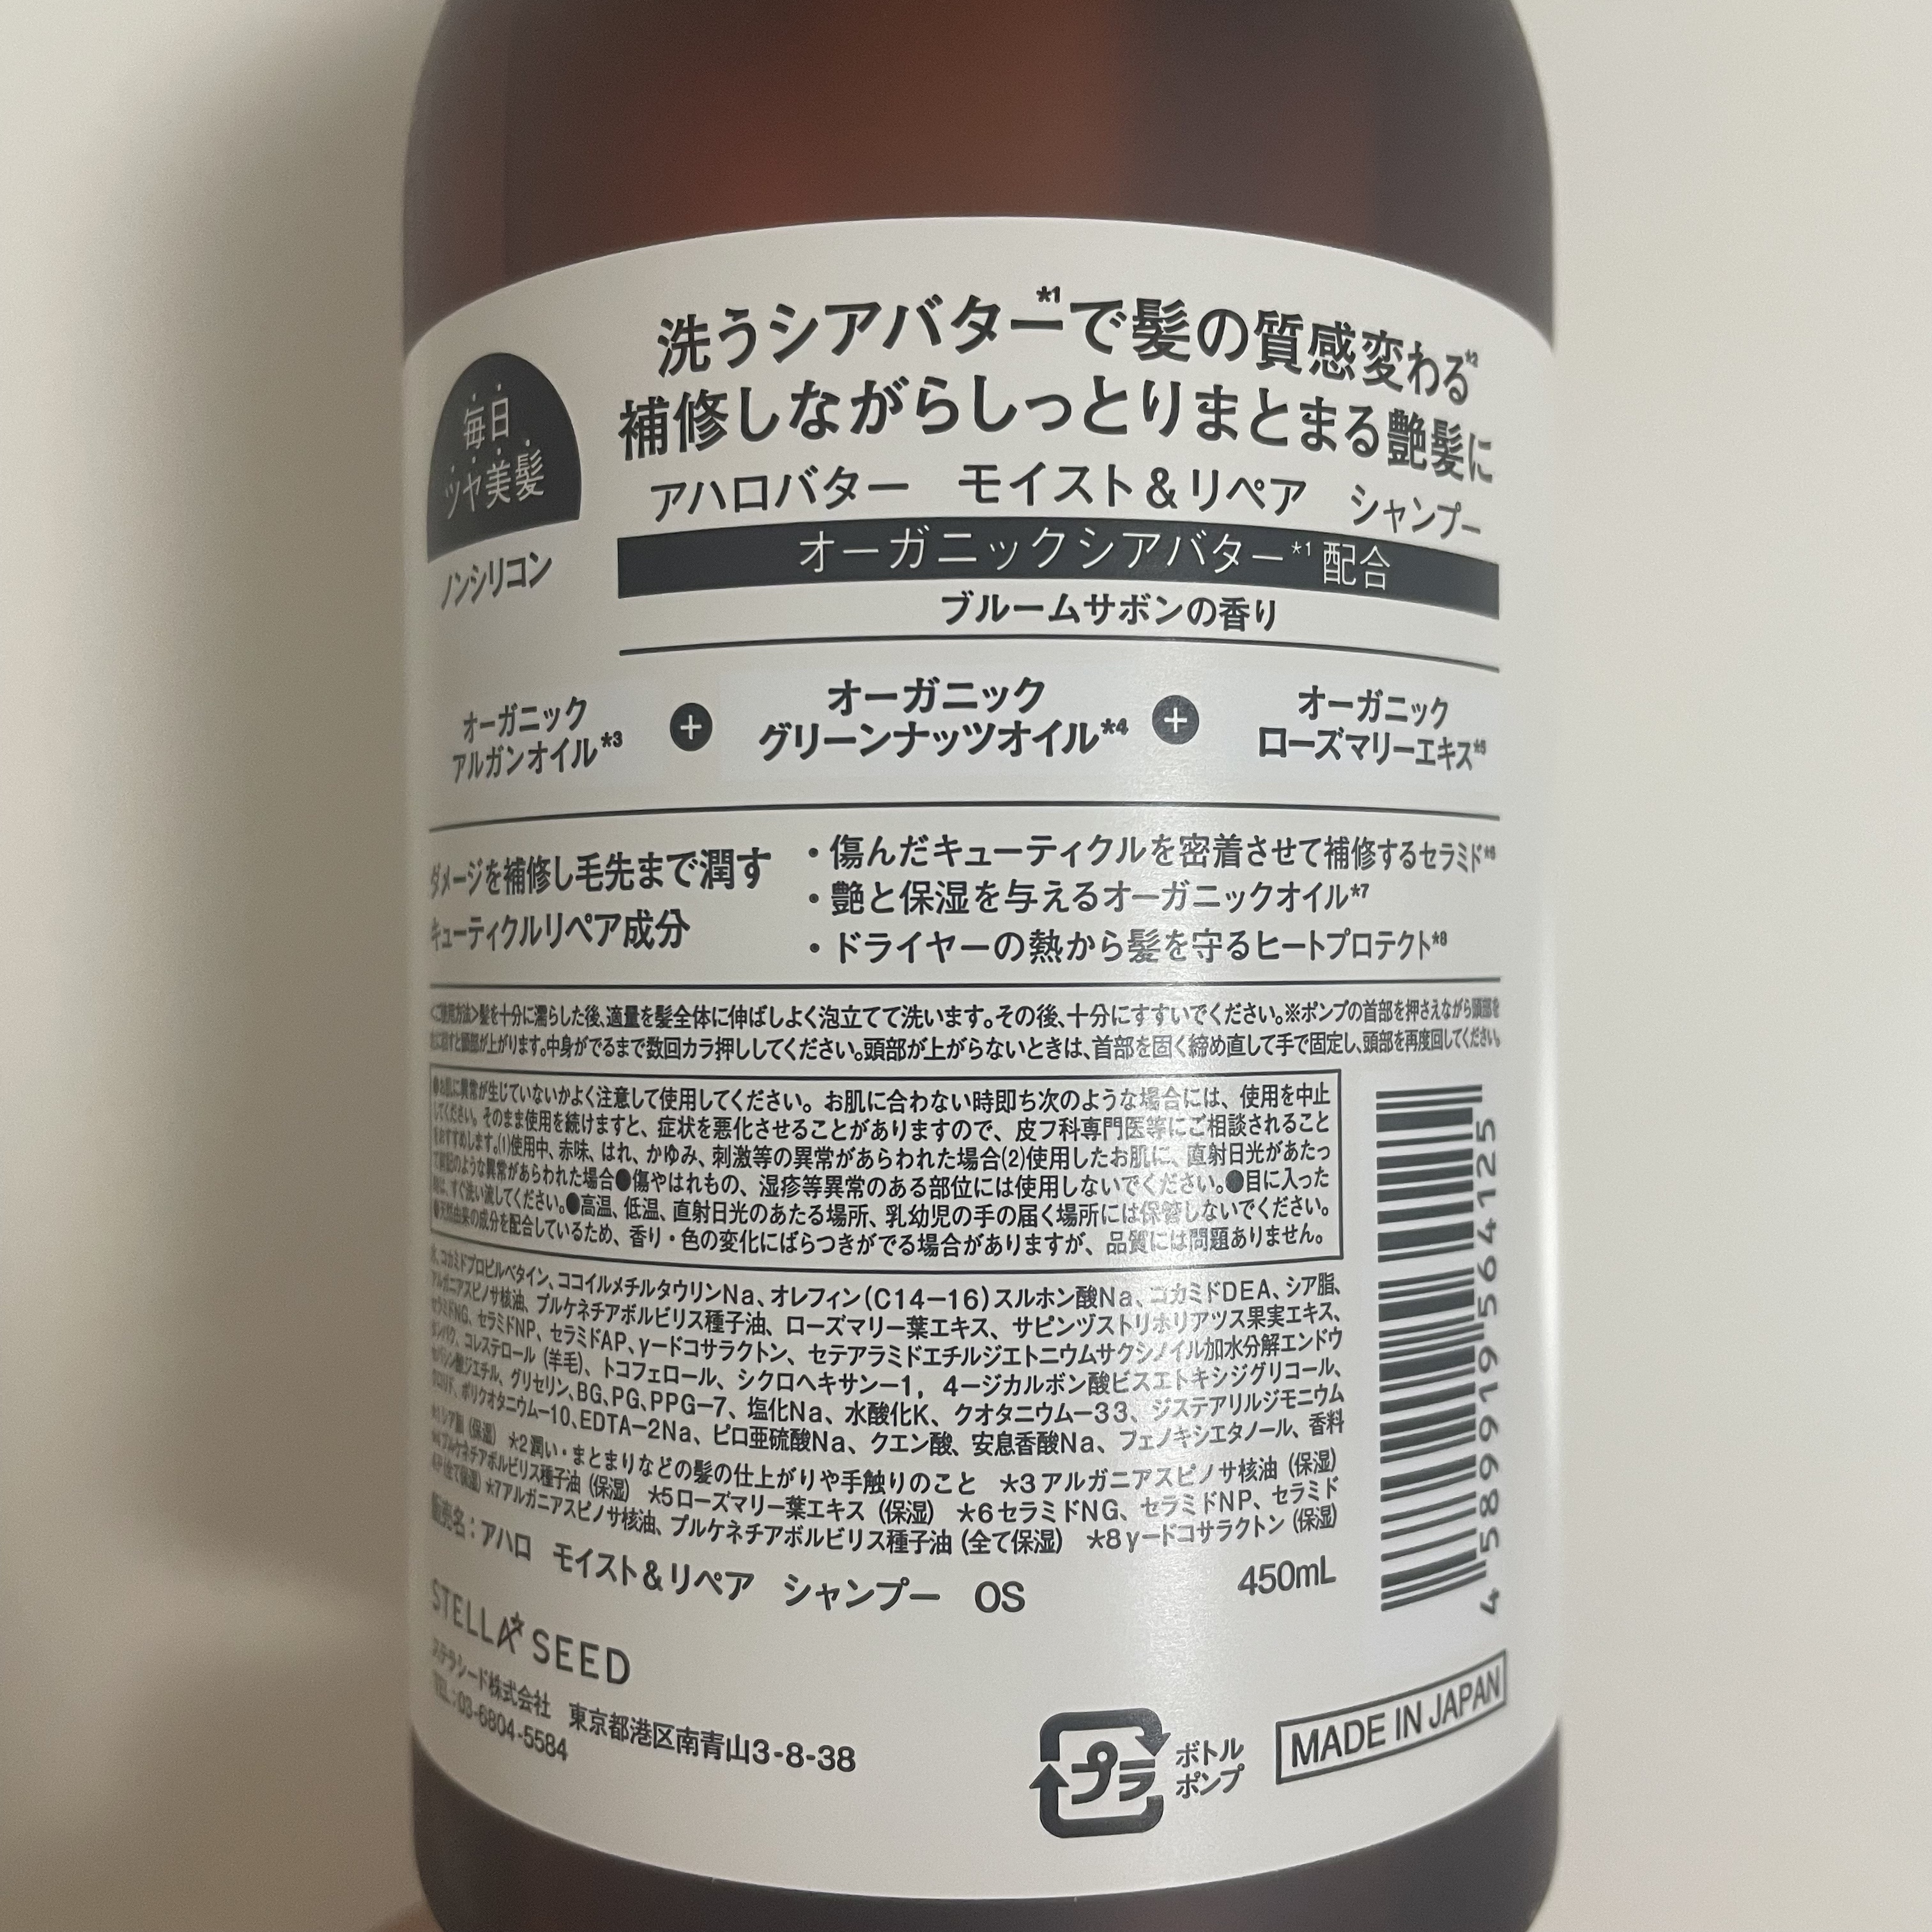 毎日
ツヤ美髪
ノンシリコン
洗うシアバター*1で髪の質感変わる*2
補修しながらしっとりまとまる艶髪に
アハロバター モイスト&リペア シャンプー
オーガニックシアバター*1配合
ブルームサボンの香り
オーガニック
アルガンオイル*3
+
オーガニック
グリーンナッツオイル*4
+
オーガニック
ローズマリーエキス*5
ダメージを補修し毛先まで潤す
キューティクルリペア成分
・傷んだキューティクルを密着させて補修するセラミド*6
・艶と保湿を与えるオーガニックオイル*7
・ドライヤーの熱から髪を守るヒートプロテクト*8
<ご使用方法>髪を十分に濡らした後、適量を髪全体に伸ばしよく泡立てて洗います。その後、十分にすすいでください。※ポンプの首部を押さえながら頭部を
回すと頭部が上がります。中身がでるまで数回カラ押ししてください。頭部が上がらないときは、首部を固く締め直して手で固定し、頭部を再度回してください。
●お肌に異常が生じていないかよく注意して使用してください。お肌に合わない時即ち次のような場合には、使用を中止
してください。そのまま使用を続けますと、症状を悪化させることがありますので、皮フ科専門医等にご相談されること
をおすすめします。(1)使用中、赤味、はれ、かゆみ、刺激等の異常があらわれた場合(2)使用したお肌に、直射日光があたっ
て上記のような異常があらわれた場合●傷やはれもの、湿疹等異常のある部位には使用しないでください。●目に入った
時は、すぐ洗い流してください。●高温、低温、直射日光のあたる場所、乳幼児の手の届く場所には保管しないでください。
●天然由来の成分を配合しているため、香り・色の変化にばらつきがでる場合がありますが、品質には問題ありません。
水、コカミドプロピルベタイン、ココイルメチルタウリンNa、オレフィン(C14-16)スルホン酸Na、コカミドDEA、シア脂、
アルガニアスピノサ核油、プルケネチアボルビリス種子油、ローズマリー葉エキス、サピンヅストリホリアツス果実エキス、
セラミドNG、セラミドNP、セラミドAP、γ-ドコサラクトン、セテアラミドエチルジエトニウムサクシノイル加水分解エンドウ
タンパク、コレステロール(羊毛)、トコフェロール、シクロヘキサン-1,4-ジカルボン酸ビスエトキシジグリコール、
セバシン酸ジエチル、グリセリン、BG、PG、PPG-7、塩化Na、水酸化K、クオタニウム-33、ジステアリルジモニウム
クロリド、ポリクオタニウム-10、EDTA-2Na、ピロ亜硫酸Na、クエン酸、安息香酸Na、フェノキシエタノール、香料
*1シア脂(保湿) *2潤い・まとまりなどの髪の仕上がりや手触りのこと *3アルガニアスピノサ核油(保湿)
*4プルケネチアボルビリス種子油(保湿) *5ローズマリー葉エキス(保湿) *6セラミドNG、セラミドNP、セラミド
AP(全て保湿) *7アルガニアスピノサ核油、プルケネチアボルビリス種子油(全て保湿) *8γ-ドコサラクトン(保湿)
販売名:アハロ モイスト&リペア シャンプー OS 450mL
STELLA SEED
ステラシード株式会社 東京都港区南青山3-8-38
TEL:03-6804-5584
プラ
ボトル
ポンプ
MADE IN JAPAN
4 589919 564125